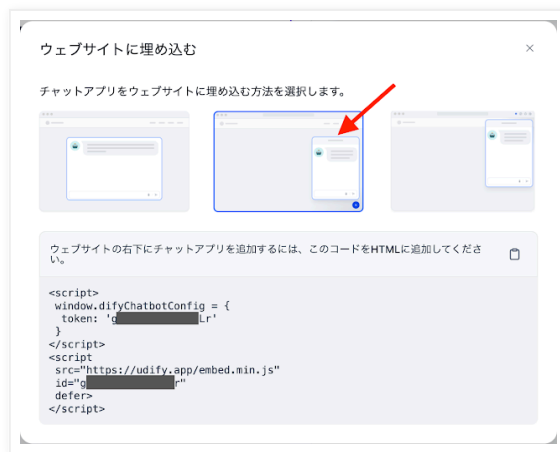 ウェブサイトに埋め込む
チャットアプリをウェブサイトに埋め込む方法を選択します。
ウェブサイトの右下にチャットアプリを追加するには、このコードをHTMLに追加してくださ
い。
<script>
window.difyChatbotConfig = {
token: 'g Lr'
}
</script>
<script
src="https://udify.app/embed.min.js"
id="g r"
defer>
</script>